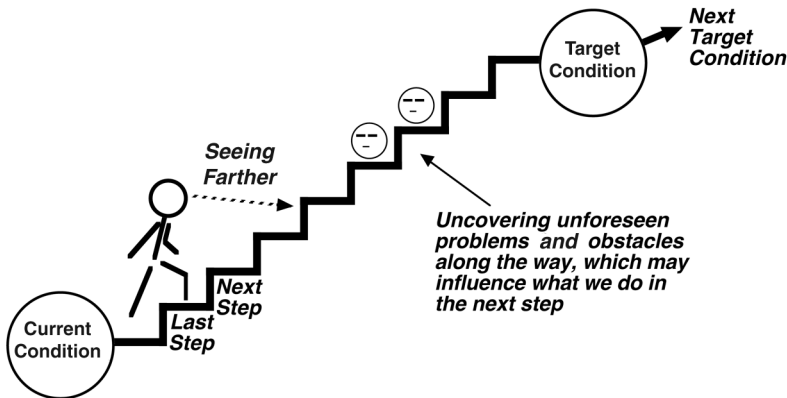 Next
Target
Condition
Target
Condition
Seeing
Farther
Uncovering unforeseen
problems and obstacles
along the way, which may
influence what we do in
the next step
Next
Step
Last
Step
Current
Condition